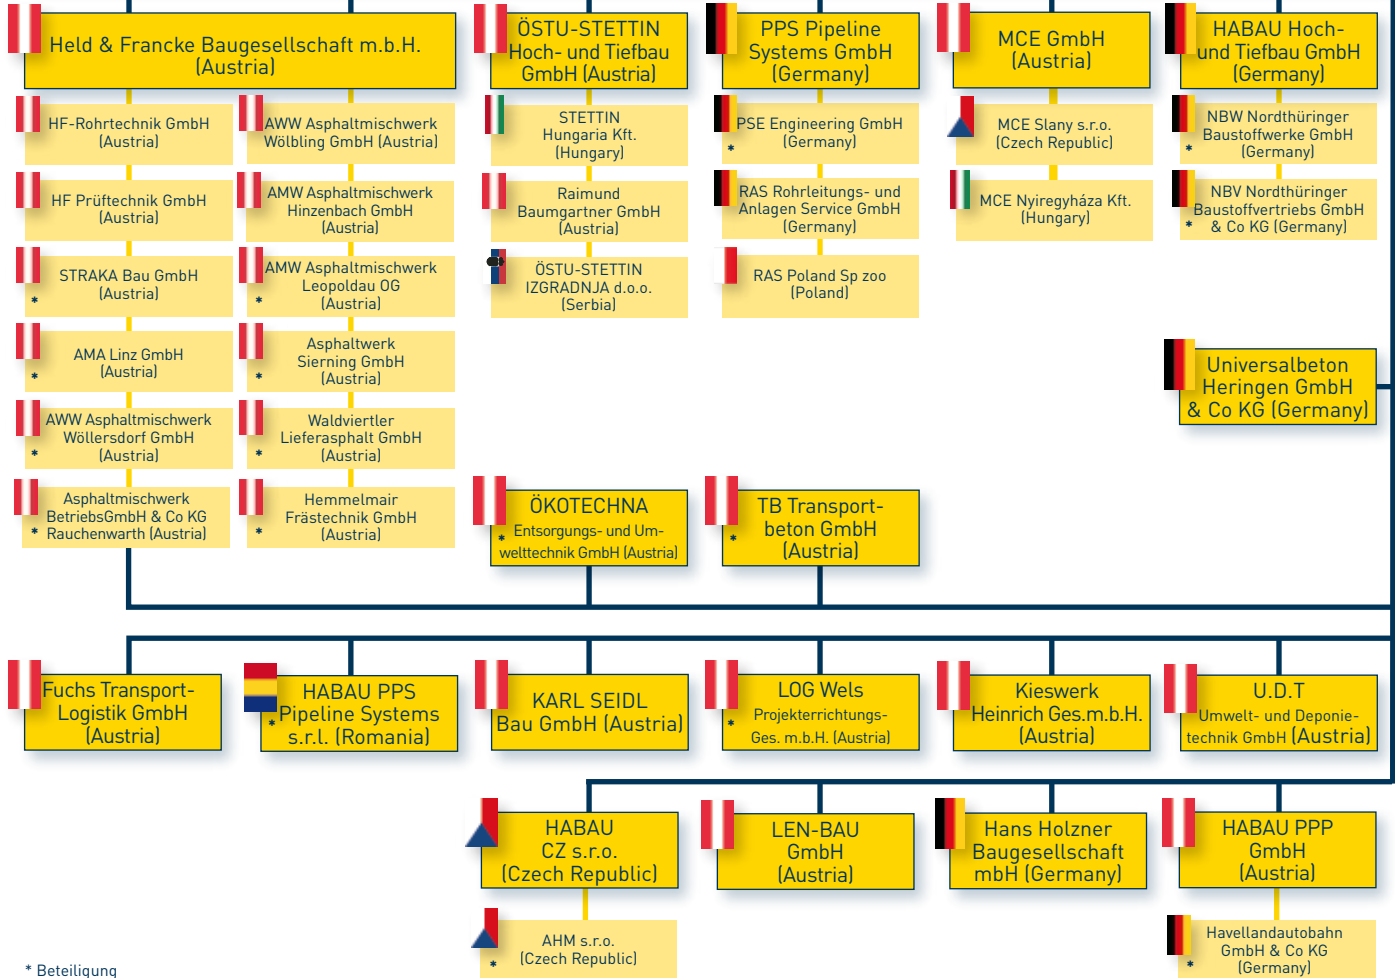 Held & Francke Baugesellschaft m.b.H.
(Austria)
ÖSTU-STETTIN
Hoch- und Tiefbau
GmbH (Austria)
PPS Pipeline
Systems GmbH
(Germany)
MCE GmbH
(Austria)
HABAU Hoch-
und Tiefbau GmbH
(Germany)
HF-Rohrtechnik GmbH
(Austria)
AWW Asphaltmischwerk
Wölbling GmbH (Austria)
STETTIN
Hungaria Kft.
(Hungary)
PSE Engineering GmbH
* (Germany)
MCE Slany s.r.o.
(Czech Republic)
NBW Nordthüringer
Baustoffwerke GmbH
* (Germany)
HF Prüftechnik GmbH
(Austria)
AMW Asphaltmischwerk
Hinzenbach GmbH
(Austria)
Raimund
Baumgartner GmbH
(Austria)
RAS Rohrleitungs- und
Anlagen Service GmbH
(Germany)
MCE Nyiregyháza Kft.
(Hungary)
NBV Nordthüringer
Baustoffvertriebs GmbH
* & Co KG (Germany)
STRAKA Bau GmbH
* (Austria)
AMW Asphaltmischwerk
Leopoldau OG
* (Austria)
ÖSTU-STETTIN
IZGRADNJA d.o.o.
(Serbia)
RAS Poland Sp zoo
(Poland)
AMA Linz GmbH
* (Austria)
Asphaltwerk
Sierning GmbH
* (Austria)
Universalbeton
Heringen GmbH
& Co KG (Germany)
AWW Asphaltmischwerk
Wöllersdorf GmbH
* (Austria)
Waldviertler
Lieferasphalt GmbH
* (Austria)
Asphaltmischwerk
BetriebsGmbH & Co KG
* Rauchenwarth (Austria)
Hemmelmair
Frästechnik GmbH
* (Austria)
ÖKOTECHNA
* Entsorgungs- und Um-
welttechnik GmbH (Austria)
TB Transport-
beton GmbH
* (Austria)
Fuchs Transport-
Logistik GmbH
(Austria)
HABAU PPS
* Pipeline Systems
s.r.l. (Romania)
KARL SEIDL
Bau GmbH (Austria)
LOG Wels
* Projekterrichtungs-
Ges. m.b.H. (Austria)
Kieswerk
Heinrich Ges.m.b.H.
(Austria)
U.D.T
Umwelt- und Deponie-
technik GmbH (Austria)
HABAU
CZ s.r.o.
(Czech Republic)
LEN-BAU
GmbH
(Austria)
Hans Holzner
Baugesellschaft
mbH (Germany)
HABAU PPP
GmbH
(Austria)
AHM s.r.o.
* (Czech Republic)
Havellandautobahn
GmbH & Co KG
* (Germany)
* Beteiligung